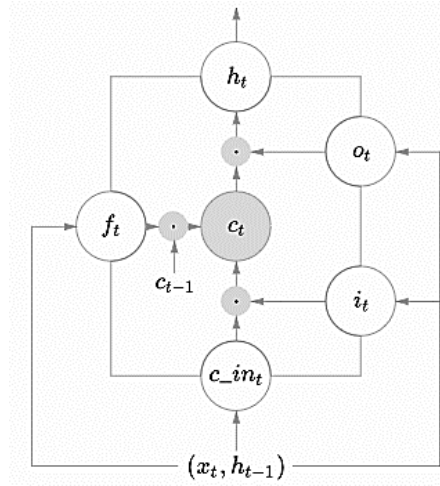 h_t
o_t
f_t
c_t
c_{t-1}
i_t
c_in_t
(x_t, h_{t-1})